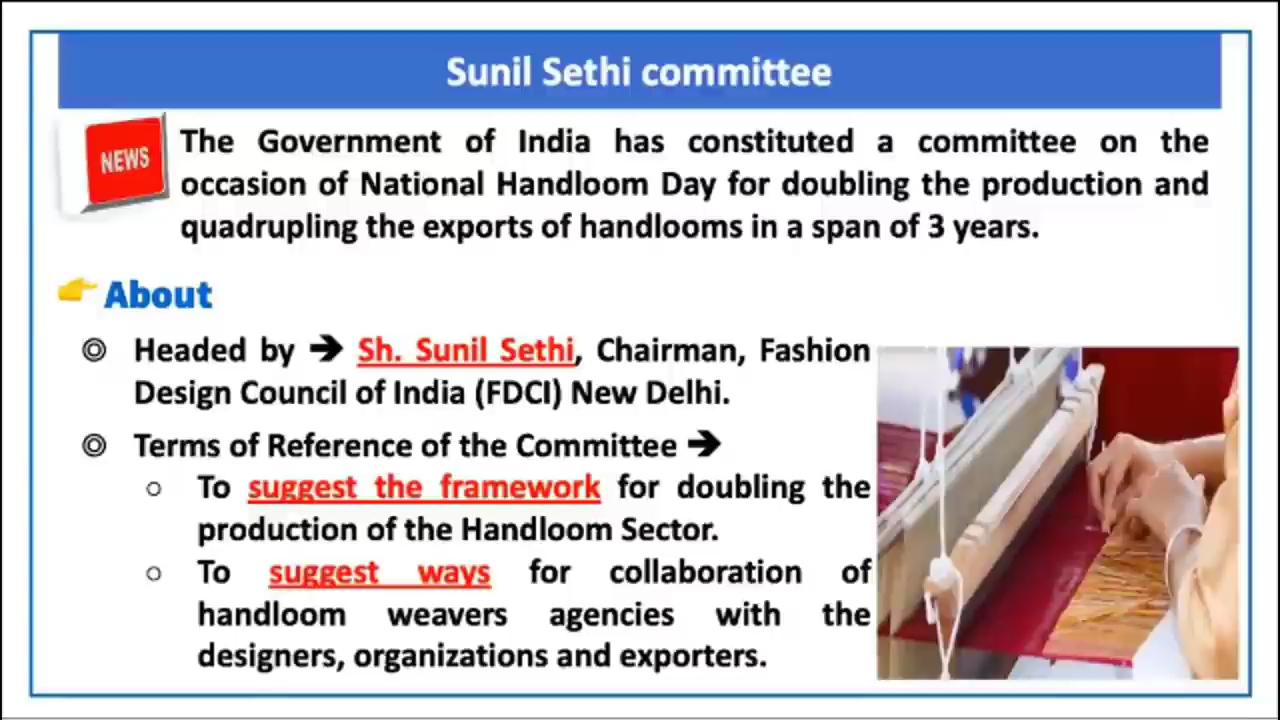 Sunil Sethi committee
NEWS
The Government of India has constituted a committee on the
occasion of National Handloom Day for doubling the production and
quadrupling the exports of handlooms in a span of 3 years.
About
Headed by → Sh. Sunil Sethi, Chairman, Fashion
Design Council of India (FDCI) New Delhi.
Terms of Reference of the Committee →
To suggest the framework for doubling the
production of the Handloom Sector.
To suggest ways for collaboration of
handloom weavers agencies with the
designers, organizations and exporters.